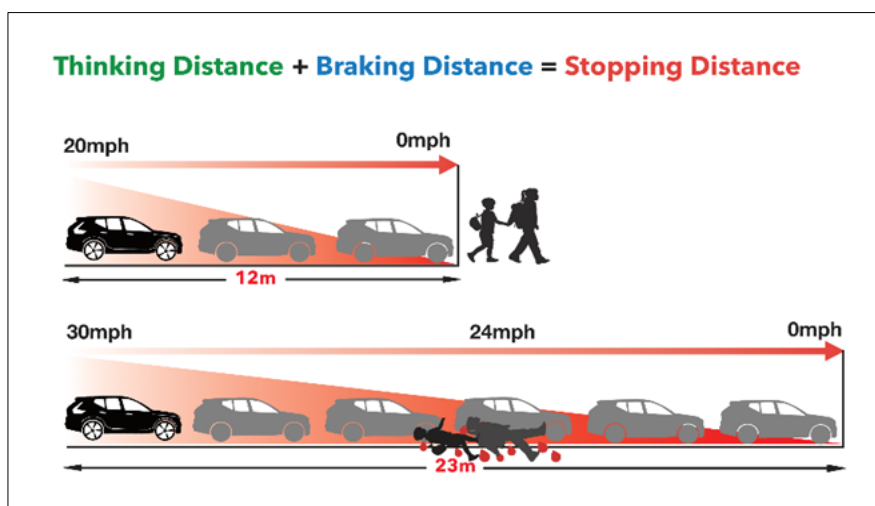 Thinking Distance + Braking Distance = Stopping Distance
20mph 0mph
12m
30mph 24mph 0mph
23m